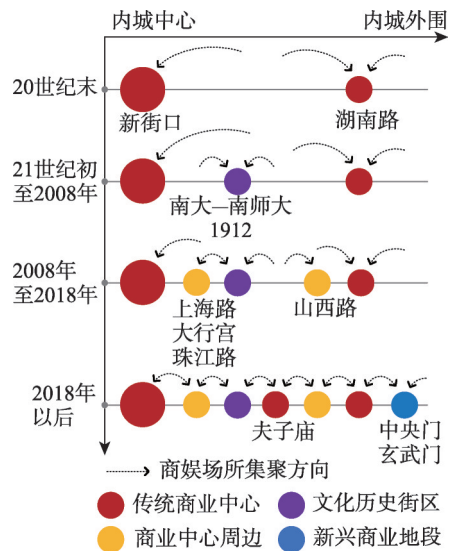 内城中心
内城外围
20世纪末
新街口
湖南路
21世纪初
至2008年
南大—南师大
1912
2008年
至2018年
上海路
大行宫
珠江路
山西路
2018年
以后
夫子庙
中央门
玄武门
商娱场所集聚方向
传统商业中心
文化历史街区
商业中心周边
新兴商业地段